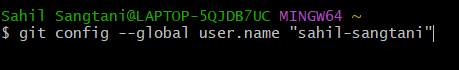 Sahil Sangtani@LAPTOP-5QJDB7UC MINGW64 ~
$ git config --global user.name "sahil-sangtani"